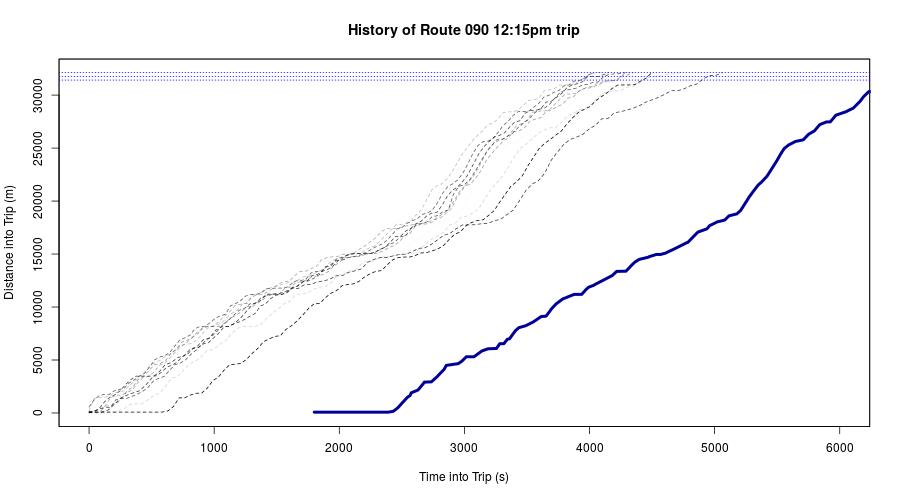 History of Route 090 12:15pm trip
Distance into Trip (m)
30000
25000
20000
15000
10000
5000
0
0 1000 2000 3000 4000 5000 6000
Time into Trip (s)